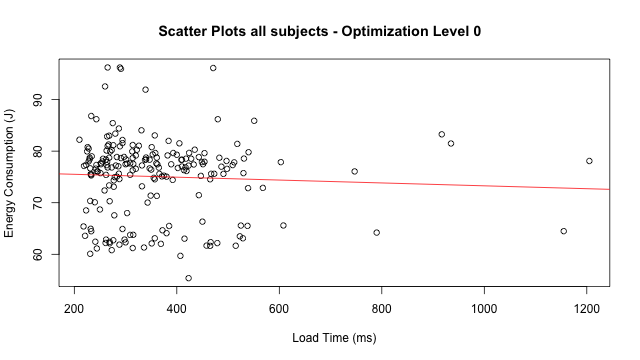 Scatter Plots all subjects - Optimization Level 0
Energy Consumption (J)
90
80
70
60
200 400 600 800 1000 1200
Load Time (ms)